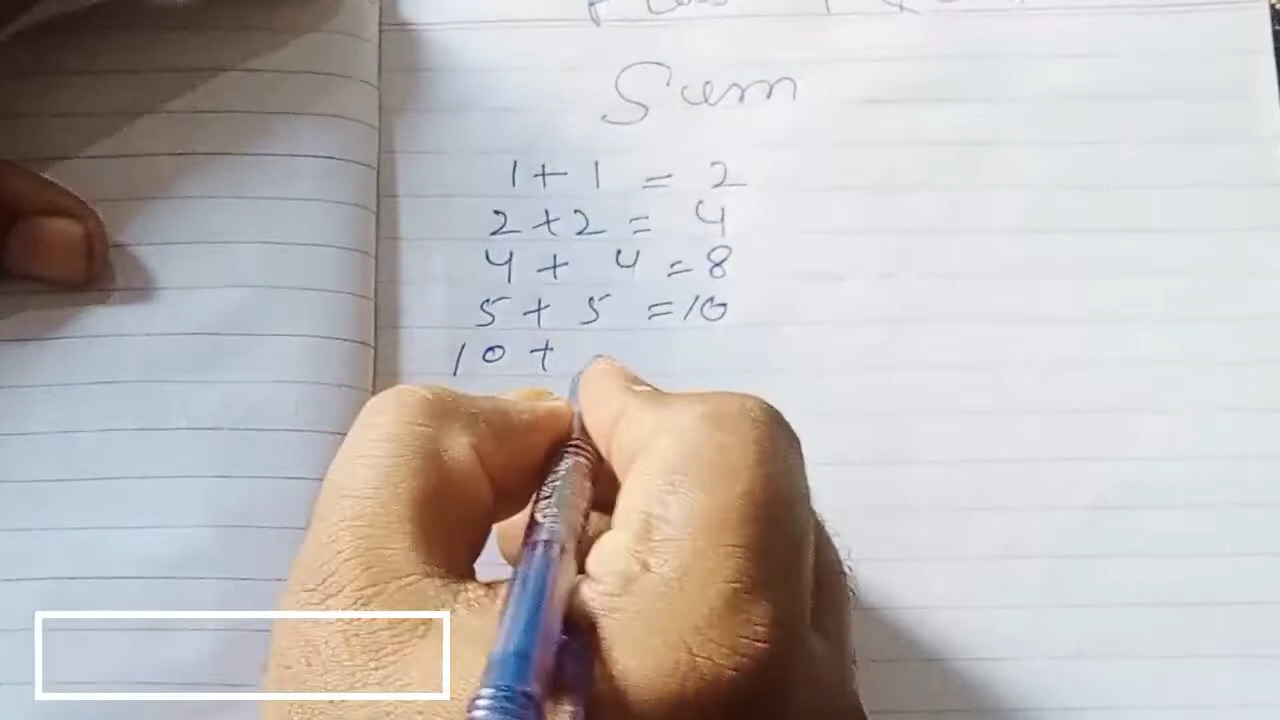 Sum
1 + 1 = 2
2 + 2 = 4
4 + 4 = 8
5 + 5 = 10
10 +